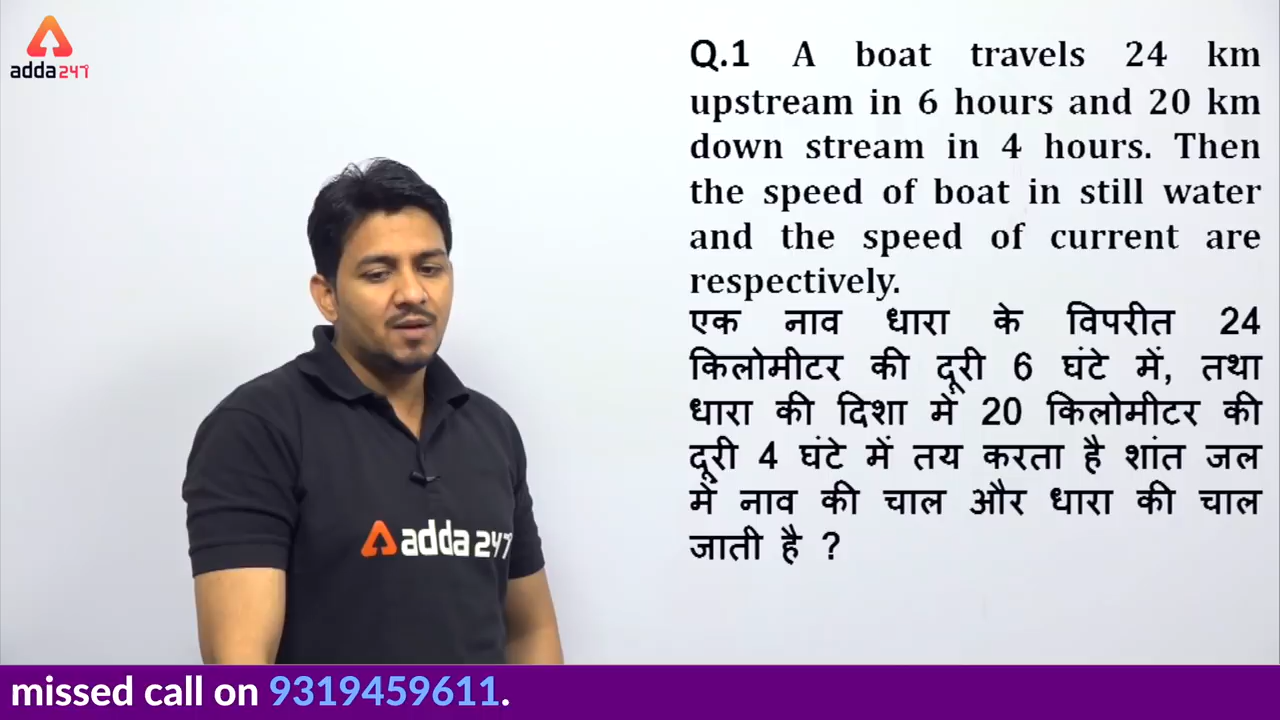 adda247
Q.1 A boat travels 24 km
upstream in 6 hours and 20 km
down stream in 4 hours. Then
the speed of boat in still water
and the speed of current are
respectively.
एक नाव धारा के विपरीत 24
किलोमीटर की दूरी 6 घंटे में, तथा
धारा की दिशा में 20 किलोमीटर की
दूरी 4 घंटे में तय करता है शांत जल
में नाव की चाल और धारा की चाल
जाती है ?
adda247
missed call on 9319459611.